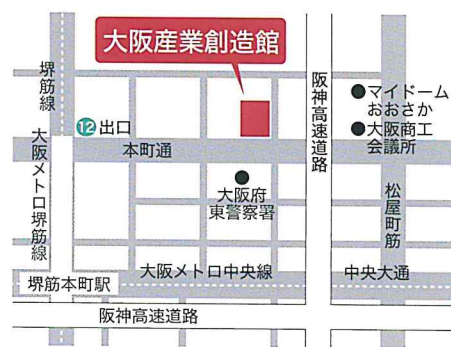 大阪産業創造館
堺筋線
大阪メトロ堺筋線
⑫出口
本町通
阪神高速道路
マイドーム
おおさか
大阪商工
会議所
大阪府
東警察署
松屋町筋
大阪メトロ中央線
中央大通
堺筋本町駅
阪神高速道路